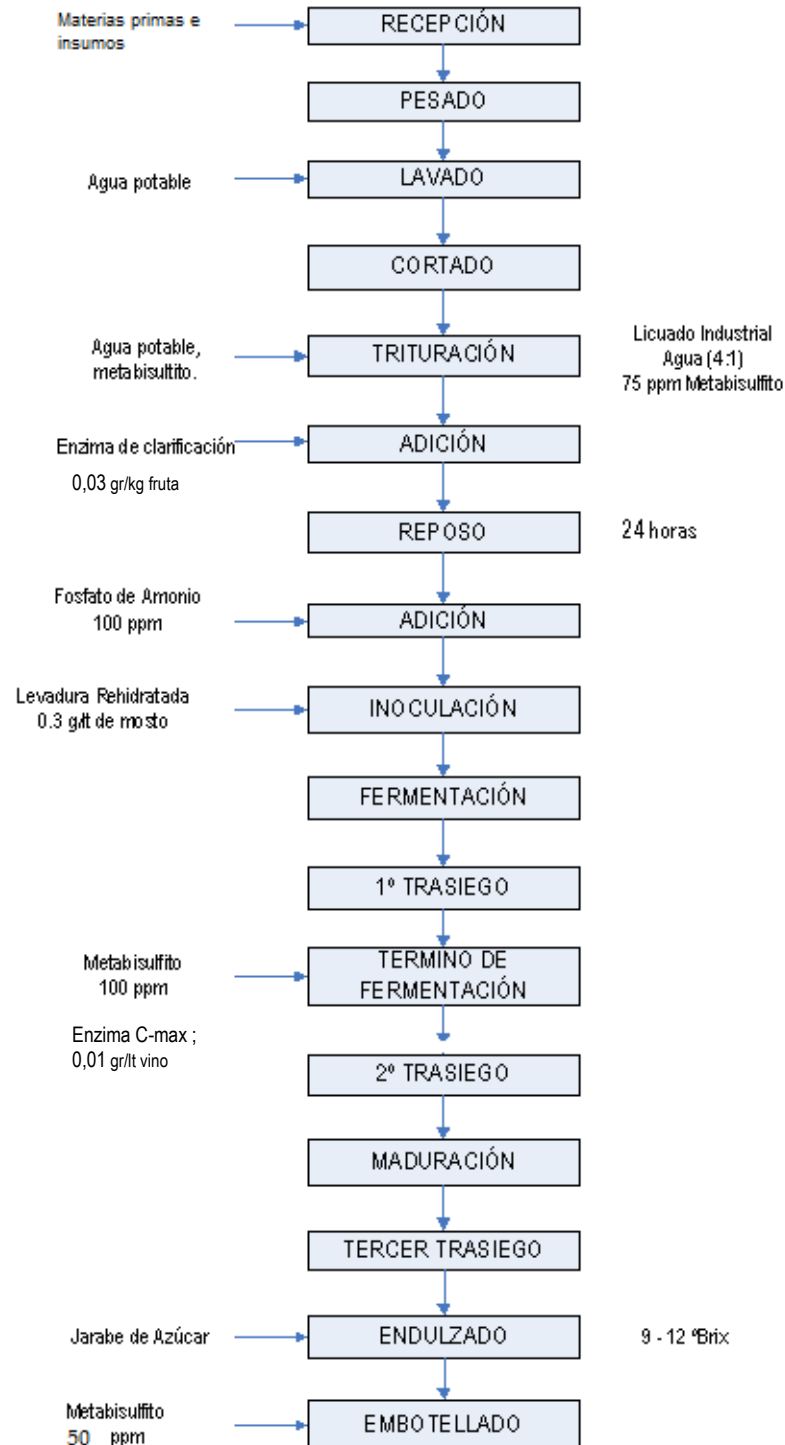 Materias primas e
insumos
RECEPCIÓN
PESADO
Agua potable
LAVADO
CORTADO
Agua potable,
metabisultito.
TRITURACIÓN
Licuado Industrial
Agua (4:1)
75 ppm Metabisulfito
Enzima de clarificación
0,03 gr/kg fruta
ADICIÓN
REPOSO
24 horas
Fosfato de Amonio
100 ppm
ADICIÓN
Levadura Rehidratada
0.3 g/lt de mosto
INOCULACIÓN
FERMENTACIÓN
1º TRASIEGO
Metabisulfito
100 ppm
TERMINO DE
FERMENTACIÓN
Enzima C-max ;
0,01 gr/lt vino
2º TRASIEGO
MADURACIÓN
TERCER TRASIEGO
Jarabe de Azúcar
ENDULZADO
9 - 12 ºBrix
Metabisulfito
50 ppm
EMBOTELLADO